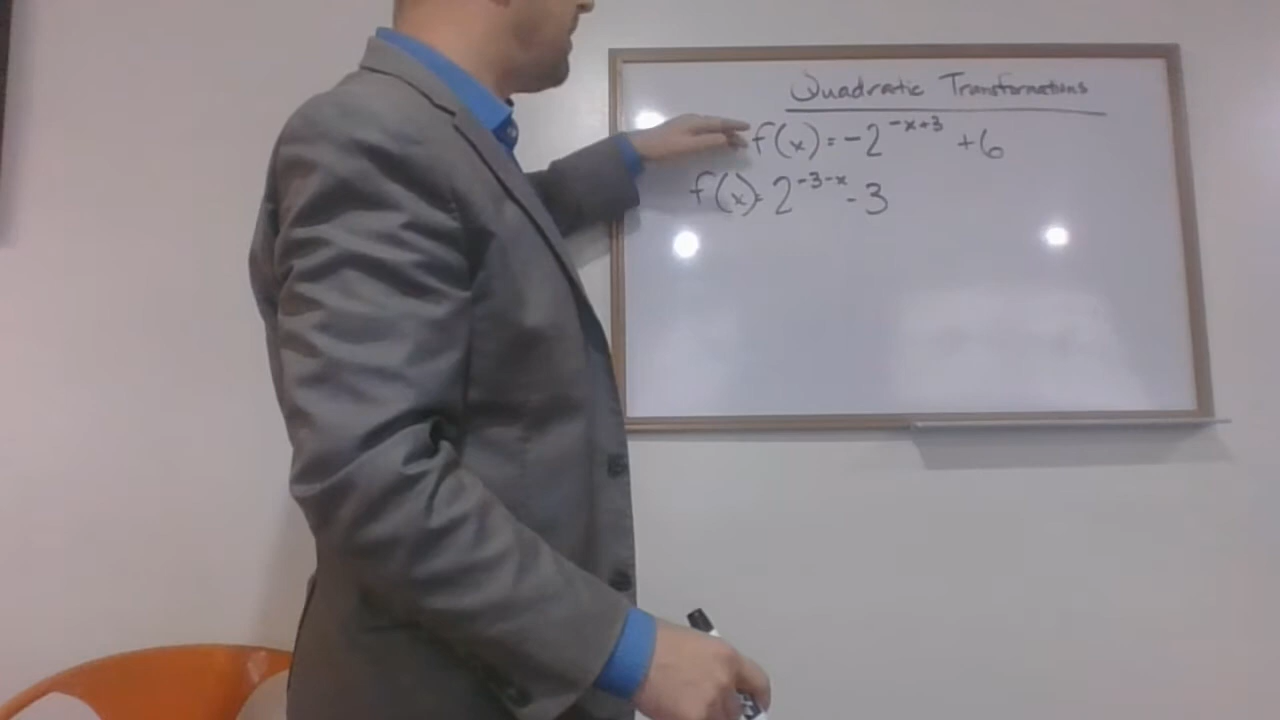 Quadratic Transformations
f(x)=-2^{-x+3} +6
f(x)=2^{-3-x} -3